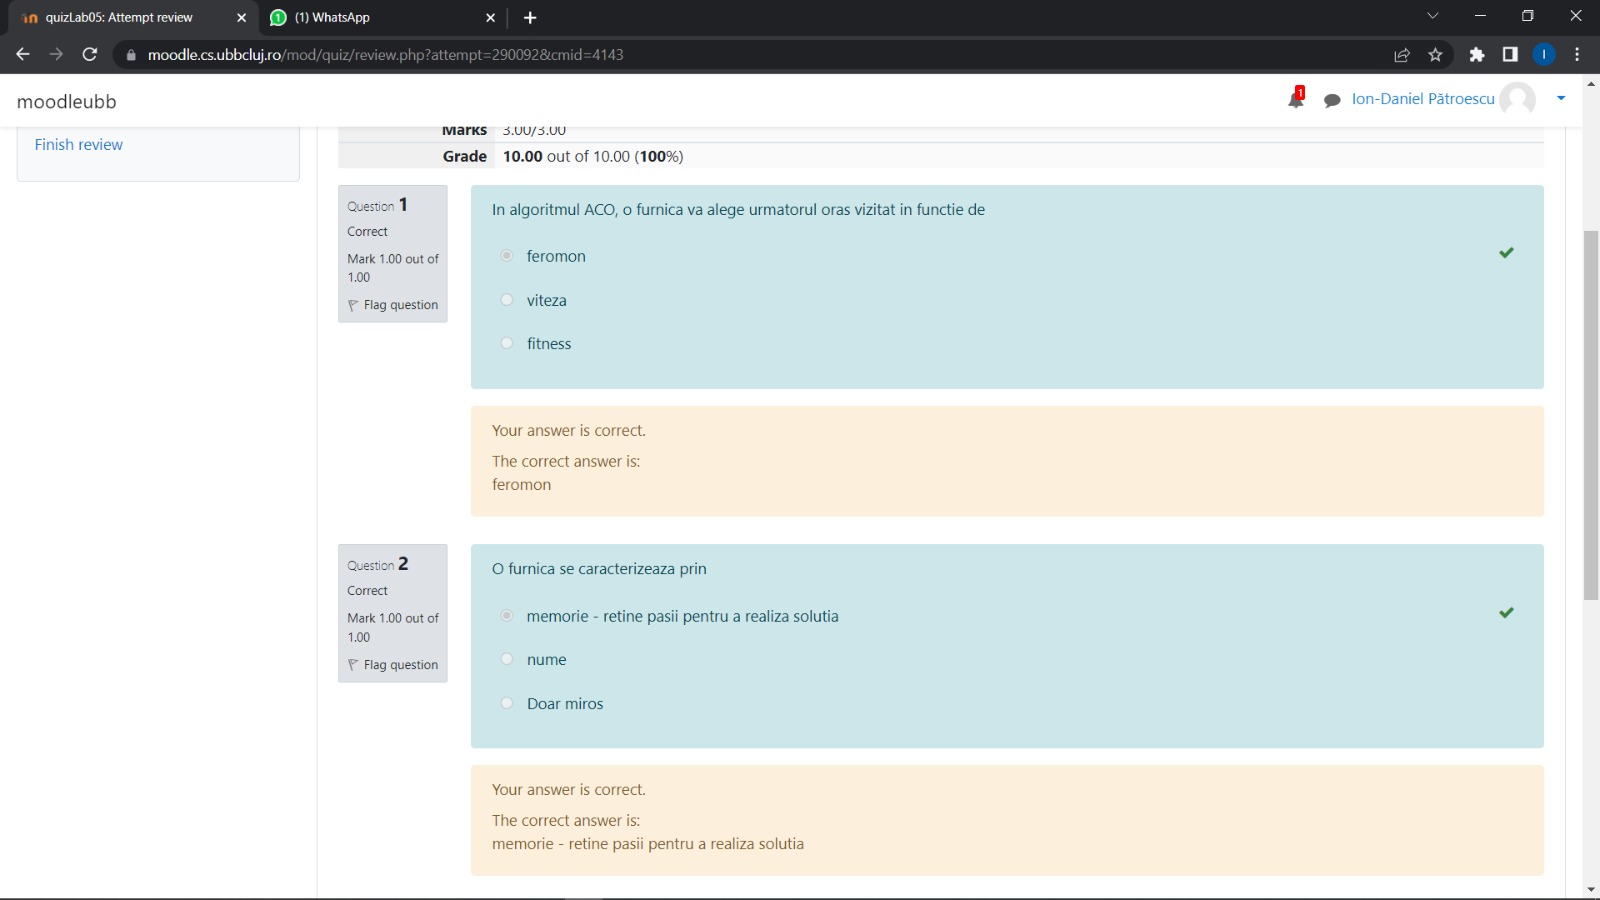 quizLab05: Attempt review
(1) WhatsApp
moodle.cs.ubbcluj.ro/mod/quiz/review.php?attempt=290092&cmid=4143
I
moodleubb
1
Ion-Daniel Pătroescu
Finish review
Marks 3.00/3.00
Grade 10.00 out of 10.00 (100%)
Question 1
Correct
Mark 1.00 out of
1.00
Flag question
In algoritmul ACO, o furnica va alege urmatorul oras vizitat in functie de
feromon
viteza
fitness
Your answer is correct.
The correct answer is:
feromon
Question 2
Correct
Mark 1.00 out of
1.00
Flag question
O furnica se caracterizeaza prin
memorie - retine pasii pentru a realiza solutia
nume
Doar miros
Your answer is correct.
The correct answer is:
memorie - retine pasii pentru a realiza solutia